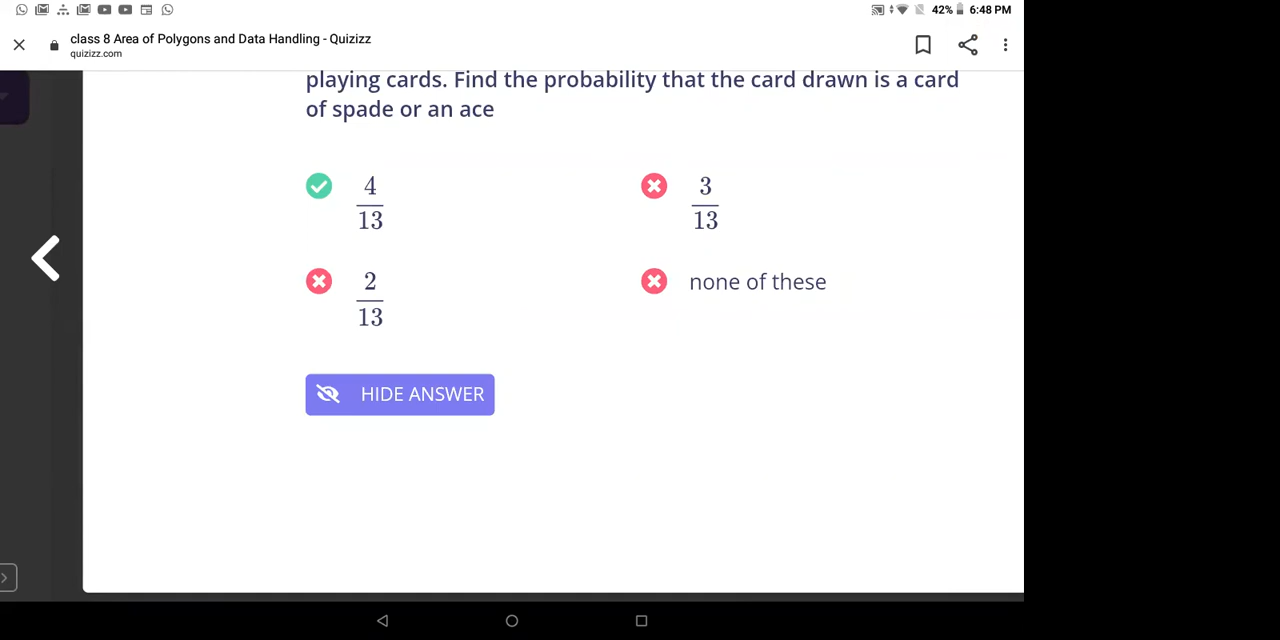 42% 6:48 PM
class 8 Area of Polygons and Data Handling - Quizizz
quizizz.com
playing cards. Find the probability that the card drawn is a card
of spade or an ace
4/13
3/13
2/13
none of these
HIDE ANSWER